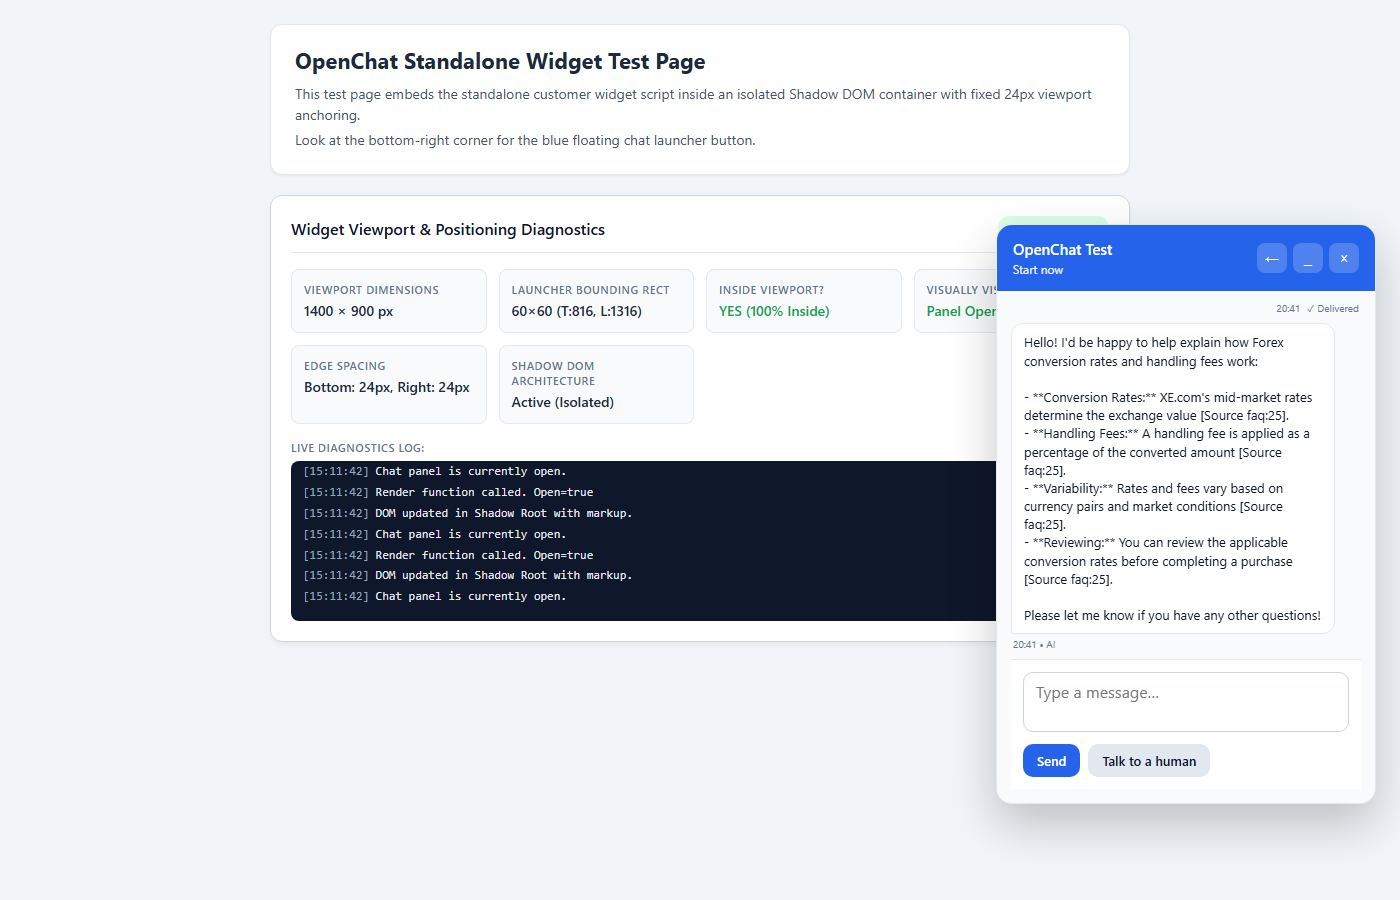 OpenChat Standalone Widget Test Page
This test page embeds the standalone customer widget script inside an isolated Shadow DOM container with fixed 24px viewport
anchoring.
Look at the bottom-right corner for the blue floating chat launcher button.
Widget Viewport & Positioning Diagnostics
VIEWPORT DIMENSIONS
1400 × 900 px
LAUNCHER BOUNDING RECT
60×60 (T:816, L:1316)
INSIDE VIEWPORT?
YES (100% Inside)
VISUALLY
Panel Open
EDGE SPACING
Bottom: 24px, Right: 24px
SHADOW DOM
ARCHITECTURE
Active (Isolated)
LIVE DIAGNOSTICS LOG:
[15:11:42] Chat panel is currently open.
[15:11:42] Render function called. Open=true
[15:11:42] DOM updated in Shadow Root with markup.
[15:11:42] Chat panel is currently open.
[15:11:42] Render function called. Open=true
[15:11:42] DOM updated in Shadow Root with markup.
[15:11:42] Chat panel is currently open.
OpenChat Test
Start now
← _ ×
20:41 ✓ Delivered
Hello! I'd be happy to help explain how Forex
conversion rates and handling fees work:
- **Conversion Rates:** XE.com's mid-market rates
determine the exchange value [Source faq:25].
- **Handling Fees:** A handling fee is applied as a
percentage of the converted amount [Source
faq:25].
- **Variability:** Rates and fees vary based on
currency pairs and market conditions [Source
faq:25].
- **Reviewing:** You can review the applicable
conversion rates before completing a purchase
[Source faq:25].
Please let me know if you have any other questions!
20:41 • AI
Type a message...
Send
Talk to a human